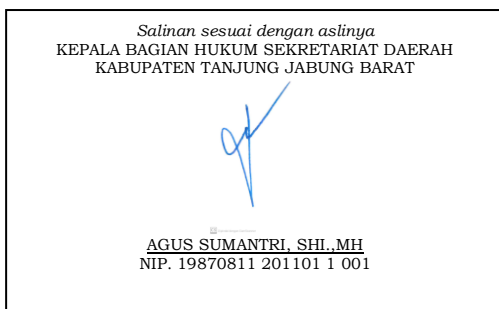 Salinan sesuai dengan aslinya
KEPALA BAGIAN HUKUM SEKRETARIAT DAERAH
KABUPATEN TANJUNG JABUNG BARAT
AGUS SUMANTRI, SHI.,MH
NIP. 19870811 201101 1 001